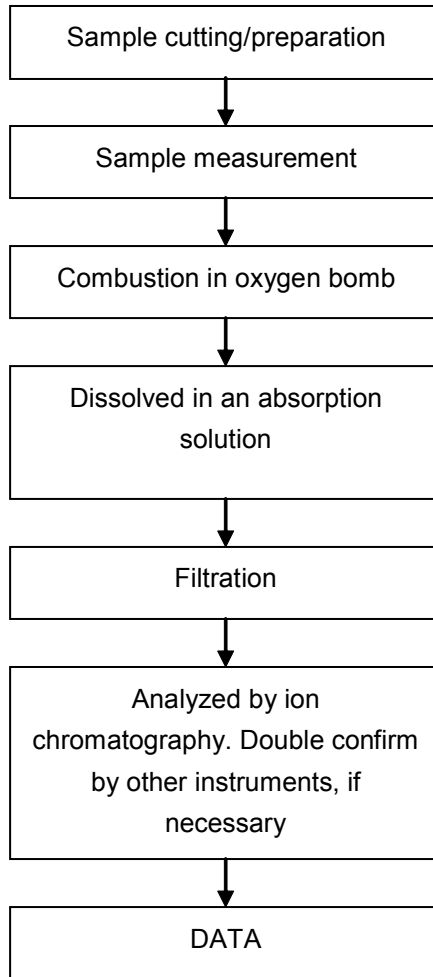 Sample cutting/preparation
Sample measurement
Combustion in oxygen bomb
Dissolved in an absorption
solution
Filtration
Analyzed by ion
chromatography. Double confirm
by other instruments, if
necessary
DATA